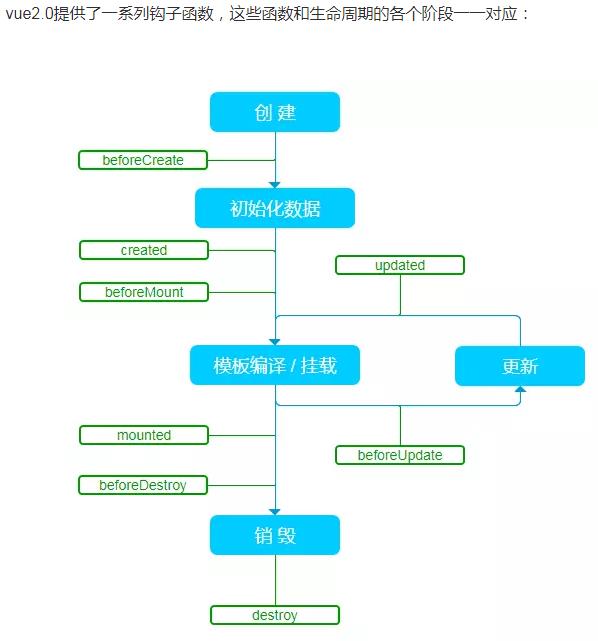 vue2.0提供了一系列钩子函数，这些函数和生命周期的各个阶段一一对应：
创 建
beforeCreate
初始化数据
created
updated
beforeMount
模板编译 / 挂载
更新
mounted
beforeUpdate
beforeDestroy
销 毁
destroy